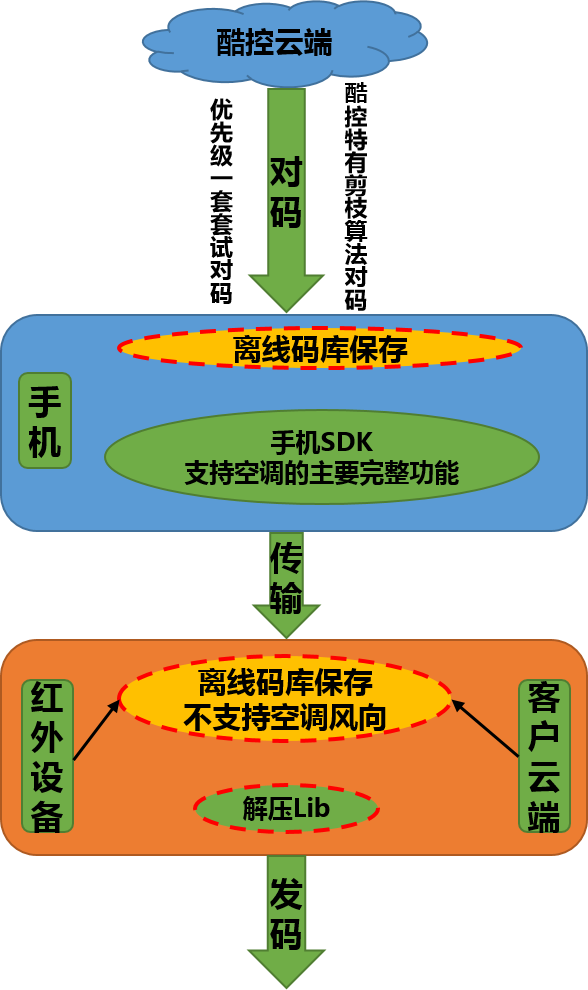 酷控云端
优先级一套套试对码
对码
酷控特有剪枝算法对码
离线码库保存
手机
手机SDK
支持空调的主要完整功能
传输
离线码库保存
不支持空调风向
红外设备
客户云端
解压Lib
发码